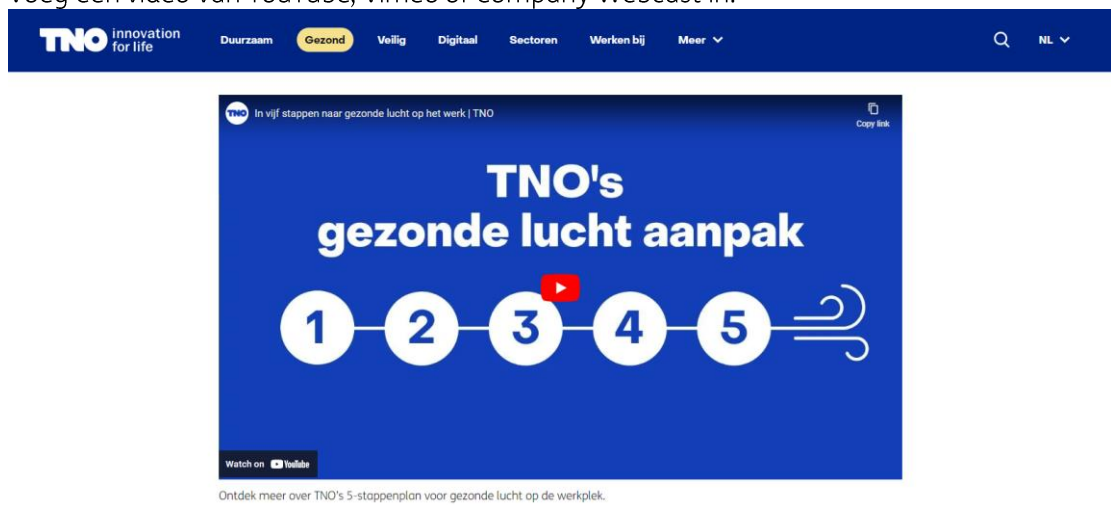 Voeg een video van YouTube, Vimeo of Company Webcast in.
TNO innovation for life
Duurzaam Gezond Veilig Digitaal Sectoren Werken bij Meer NL
TNO In vijf stappen naar gezonde lucht op het werk | TNO
Copy link
TNO's
gezonde lucht aanpak
1 2 3 4 5
Watch on YouTube
Ontdek meer over TNO's 5-stappenplan voor gezonde lucht op de werkplek.